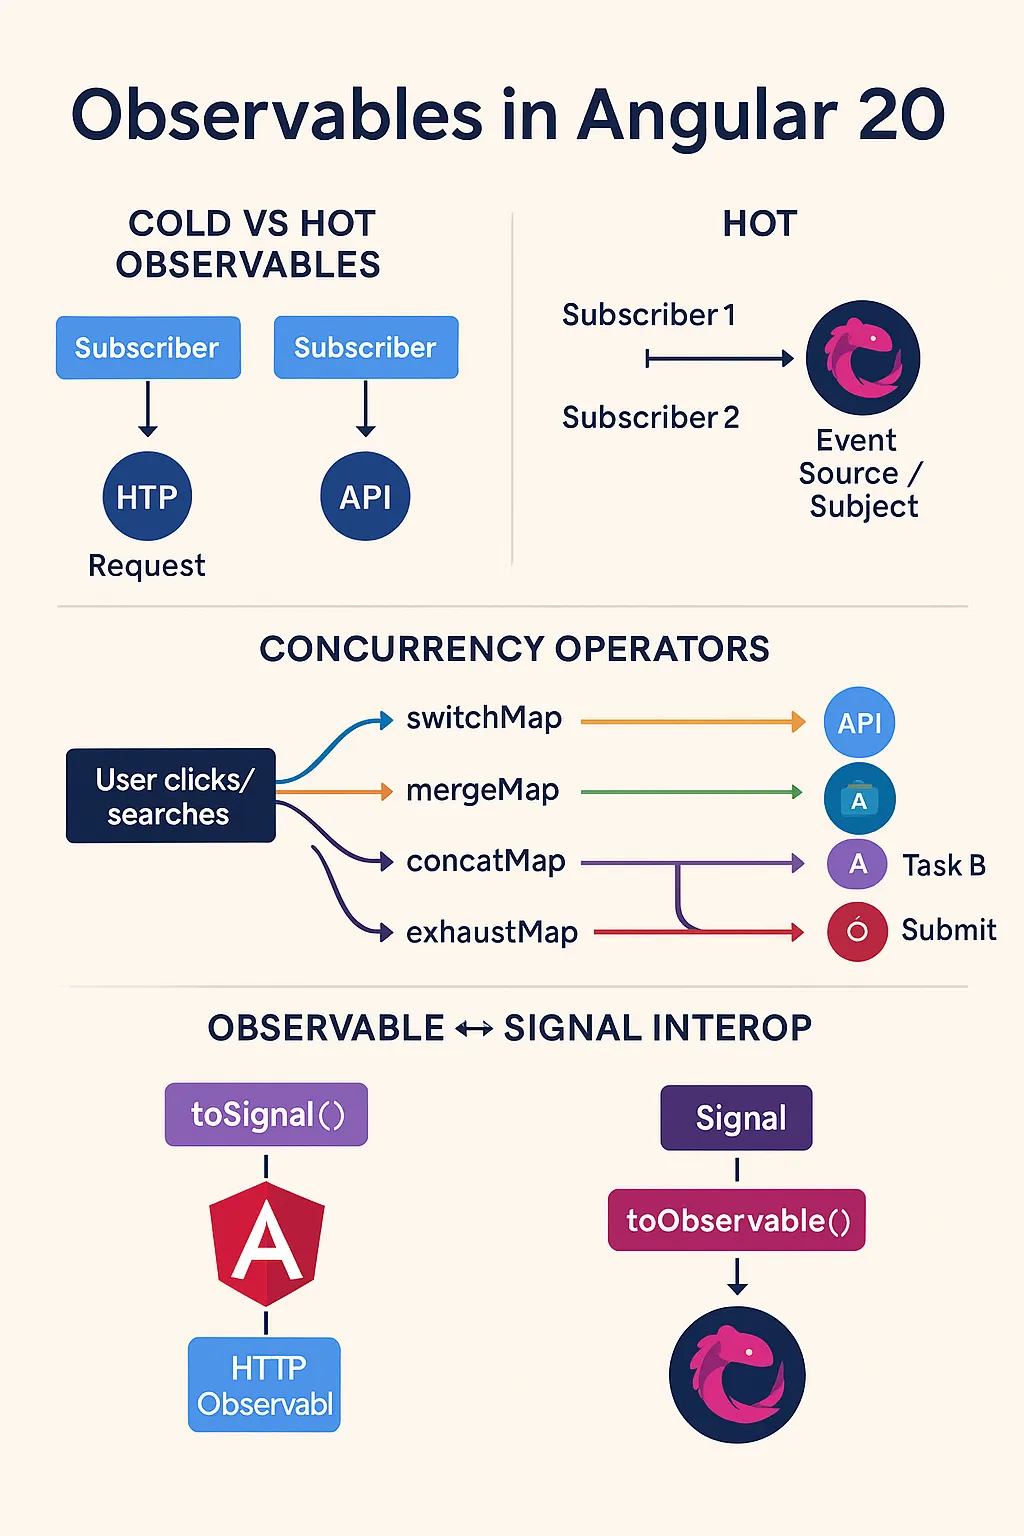 Observables in Angular 20
COLD VS HOT
OBSERVABLES
Subscriber
Subscriber
HTP
API
Request
HOT
Subscriber 1
Subscriber 2
Event
Source /
Subject
CONCURRENCY OPERATORS
User clicks/
searches
switchMap
API
mergeMap
A
concatMap
A
Task B
exhaustMap
Ó
Submit
OBSERVABLE ↔ SIGNAL INTEROP
toSignal()
A
HTTP
Observabl
Signal
toObservable()